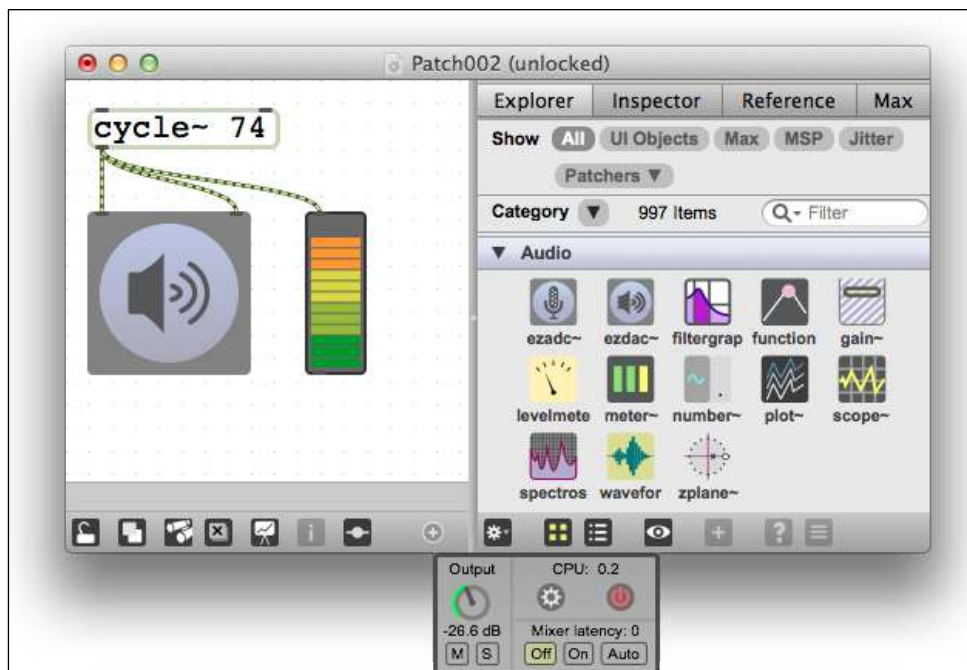 Patch002 (unlocked)
cycle~ 74
Explorer Inspector Reference Max
Show All UI Objects Max MSP Jitter
Patchers ▼
Category ▼ 997 Items Filter
▼ Audio
ezadc~ ezdac~ filtergrap function gain~
levelmete meter~ number~ plot~ scope~
spectros wavefor zplane~
Output CPU: 0.2
-26.6 dB Mixer latency: 0
M S Off On Auto